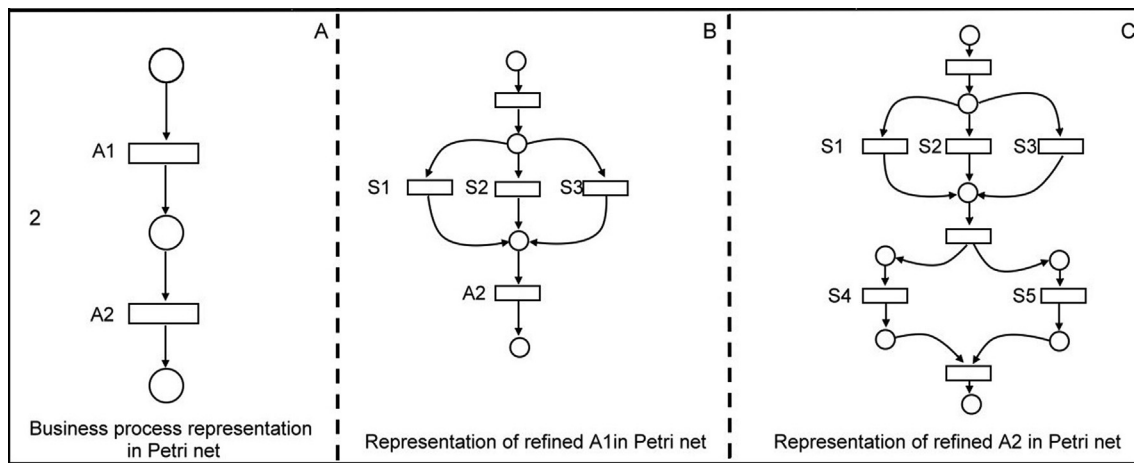 A
A1
2
A2
Business process representation
in Petri net
B
S1
S2
S3
A2
Representation of refined A1in Petri net
C
S1
S2
S3
S4
S5
Representation of refined A2 in Petri net